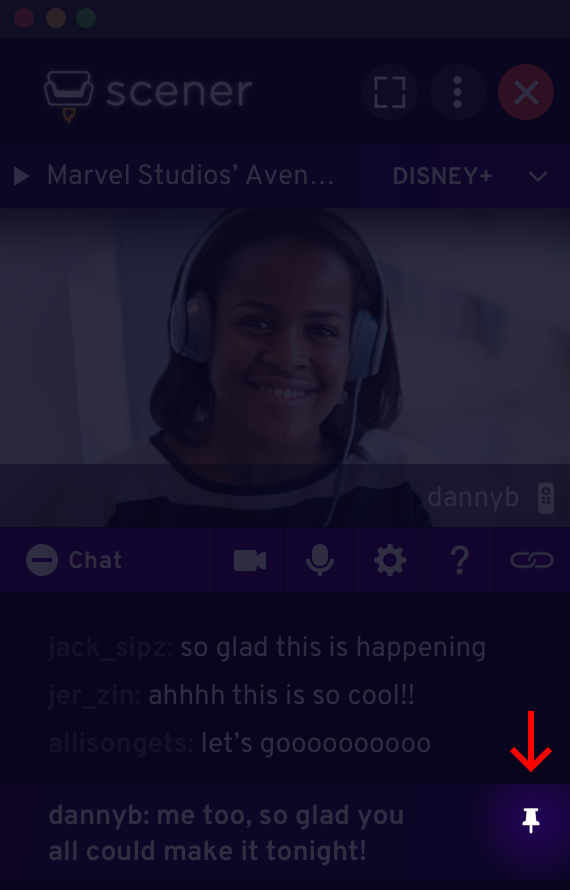 scener
Marvel Studios’ Aven... DISNEY+
dannyb
Chat ?
jack_sipz: so glad this is happening
jer_zin: ahhhh this is so cool!!
allisongets: let’s goooooooooo
dannyb: me too, so glad you
all could make it tonight!